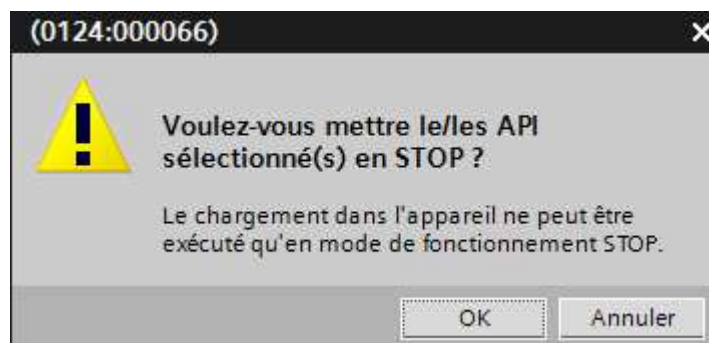 (0124:000066)
Voulez-vous mettre le/les API
sélectionné(s) en STOP ?
Le chargement dans l'appareil ne peut être
exécuté qu'en mode de fonctionnement STOP.
OK
Annuler